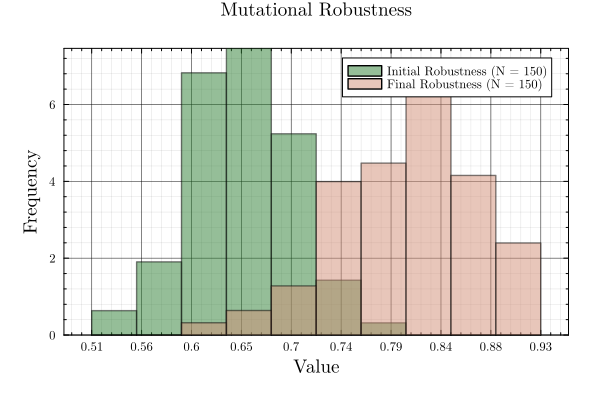 Mutational Robustness
Initial Robustness (N = 150)
Final Robustness (N = 150)
Frequency
6
4
2
0
0.51 0.56 0.6 0.65 0.7 0.74 0.79 0.84 0.88 0.93
Value